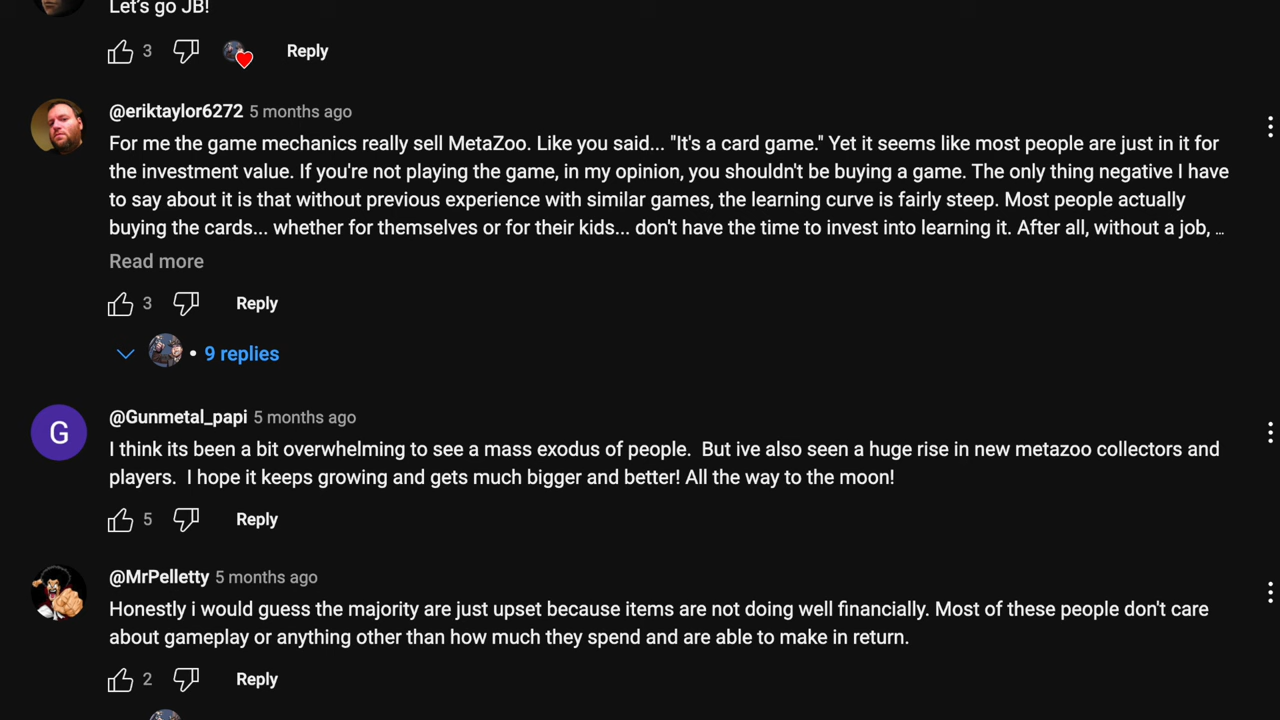 Let's go JB!
3
Reply
@eriktaylor6272 5 months ago
For me the game mechanics really sell MetaZoo. Like you said... "It's a card game." Yet it seems like most people are just in it for
the investment value. If you're not playing the game, in my opinion, you shouldn't be buying a game. The only thing negative I have
to say about it is that without previous experience with similar games, the learning curve is fairly steep. Most people actually
buying the cards... whether for themselves or for their kids... don't have the time to invest into learning it. After all, without a job, ...
Read more
3
Reply
• 9 replies
G
@Gunmetal_papi 5 months ago
I think its been a bit overwhelming to see a mass exodus of people.  But ive also seen a huge rise in new metazoo collectors and
players.  I hope it keeps growing and gets much bigger and better! All the way to the moon!
5
Reply
@MrPelletty 5 months ago
Honestly i would guess the majority are just upset because items are not doing well financially. Most of these people don't care
about gameplay or anything other than how much they spend and are able to make in return.
2
Reply